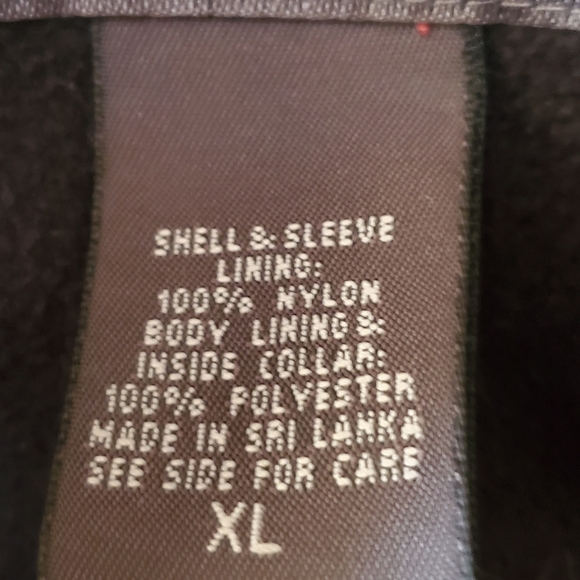 SHELL & SLEEVE
LINING:
100% NYLON
BODY LINING &
INSIDE COLLAR:
100% POLYESTER
MADE IN SRI LANKA
SEE SIDE FOR CARE
XL